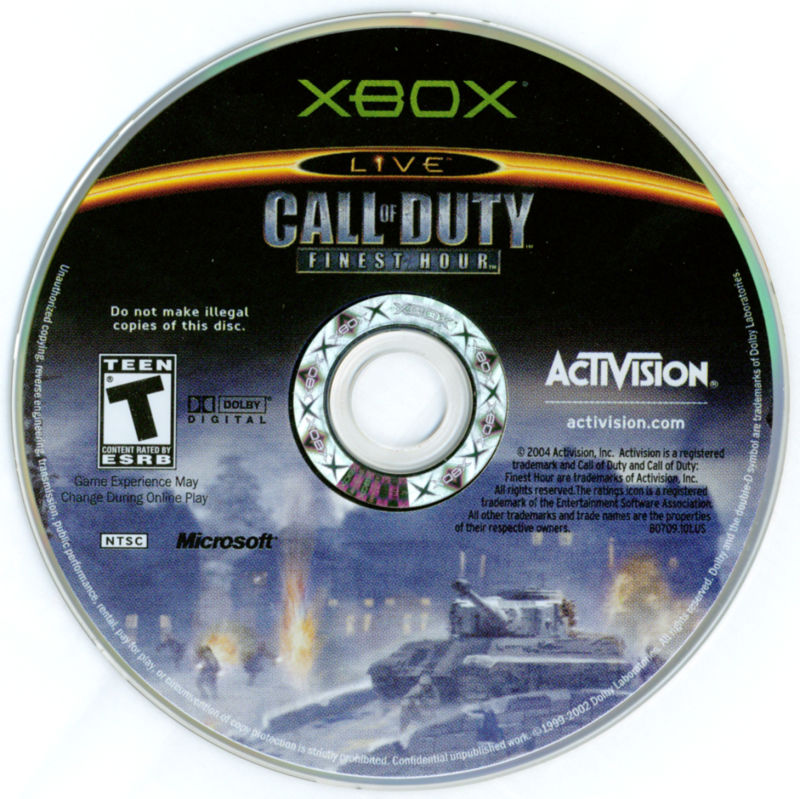 XBOX
LIVE™
CALL OF DUTY™
FINEST HOUR™
Do not make illegal
copies of this disc.
XBOX
TEEN
T
CONTENT RATED BY
ESRB
DOLBY®
DIGITAL
Game Experience May
Change During Online Play
NTSC
Microsoft®
ACTIVISION®
activision.com
© 2004 Activision, Inc. Activision is a registered
trademark and Call of Duty and Call of Duty:
Finest Hour are trademarks of Activision, Inc.
All rights reserved.The ratings icon is a registered
trademark of the Entertainment Software Association.
All other trademarks and trade names are the properties
of their respective owners. 80709.101.US
Unauthorized copying, reverse engineering, transmission, public performance, rental, pay for play, or circumvention of copy protection is strictly prohibited. Confidential unpublished work. ©1999-2002 Dolby Laboratories. All rights reserved. Dolby and the double-D symbol are trademarks of Dolby Laboratories.